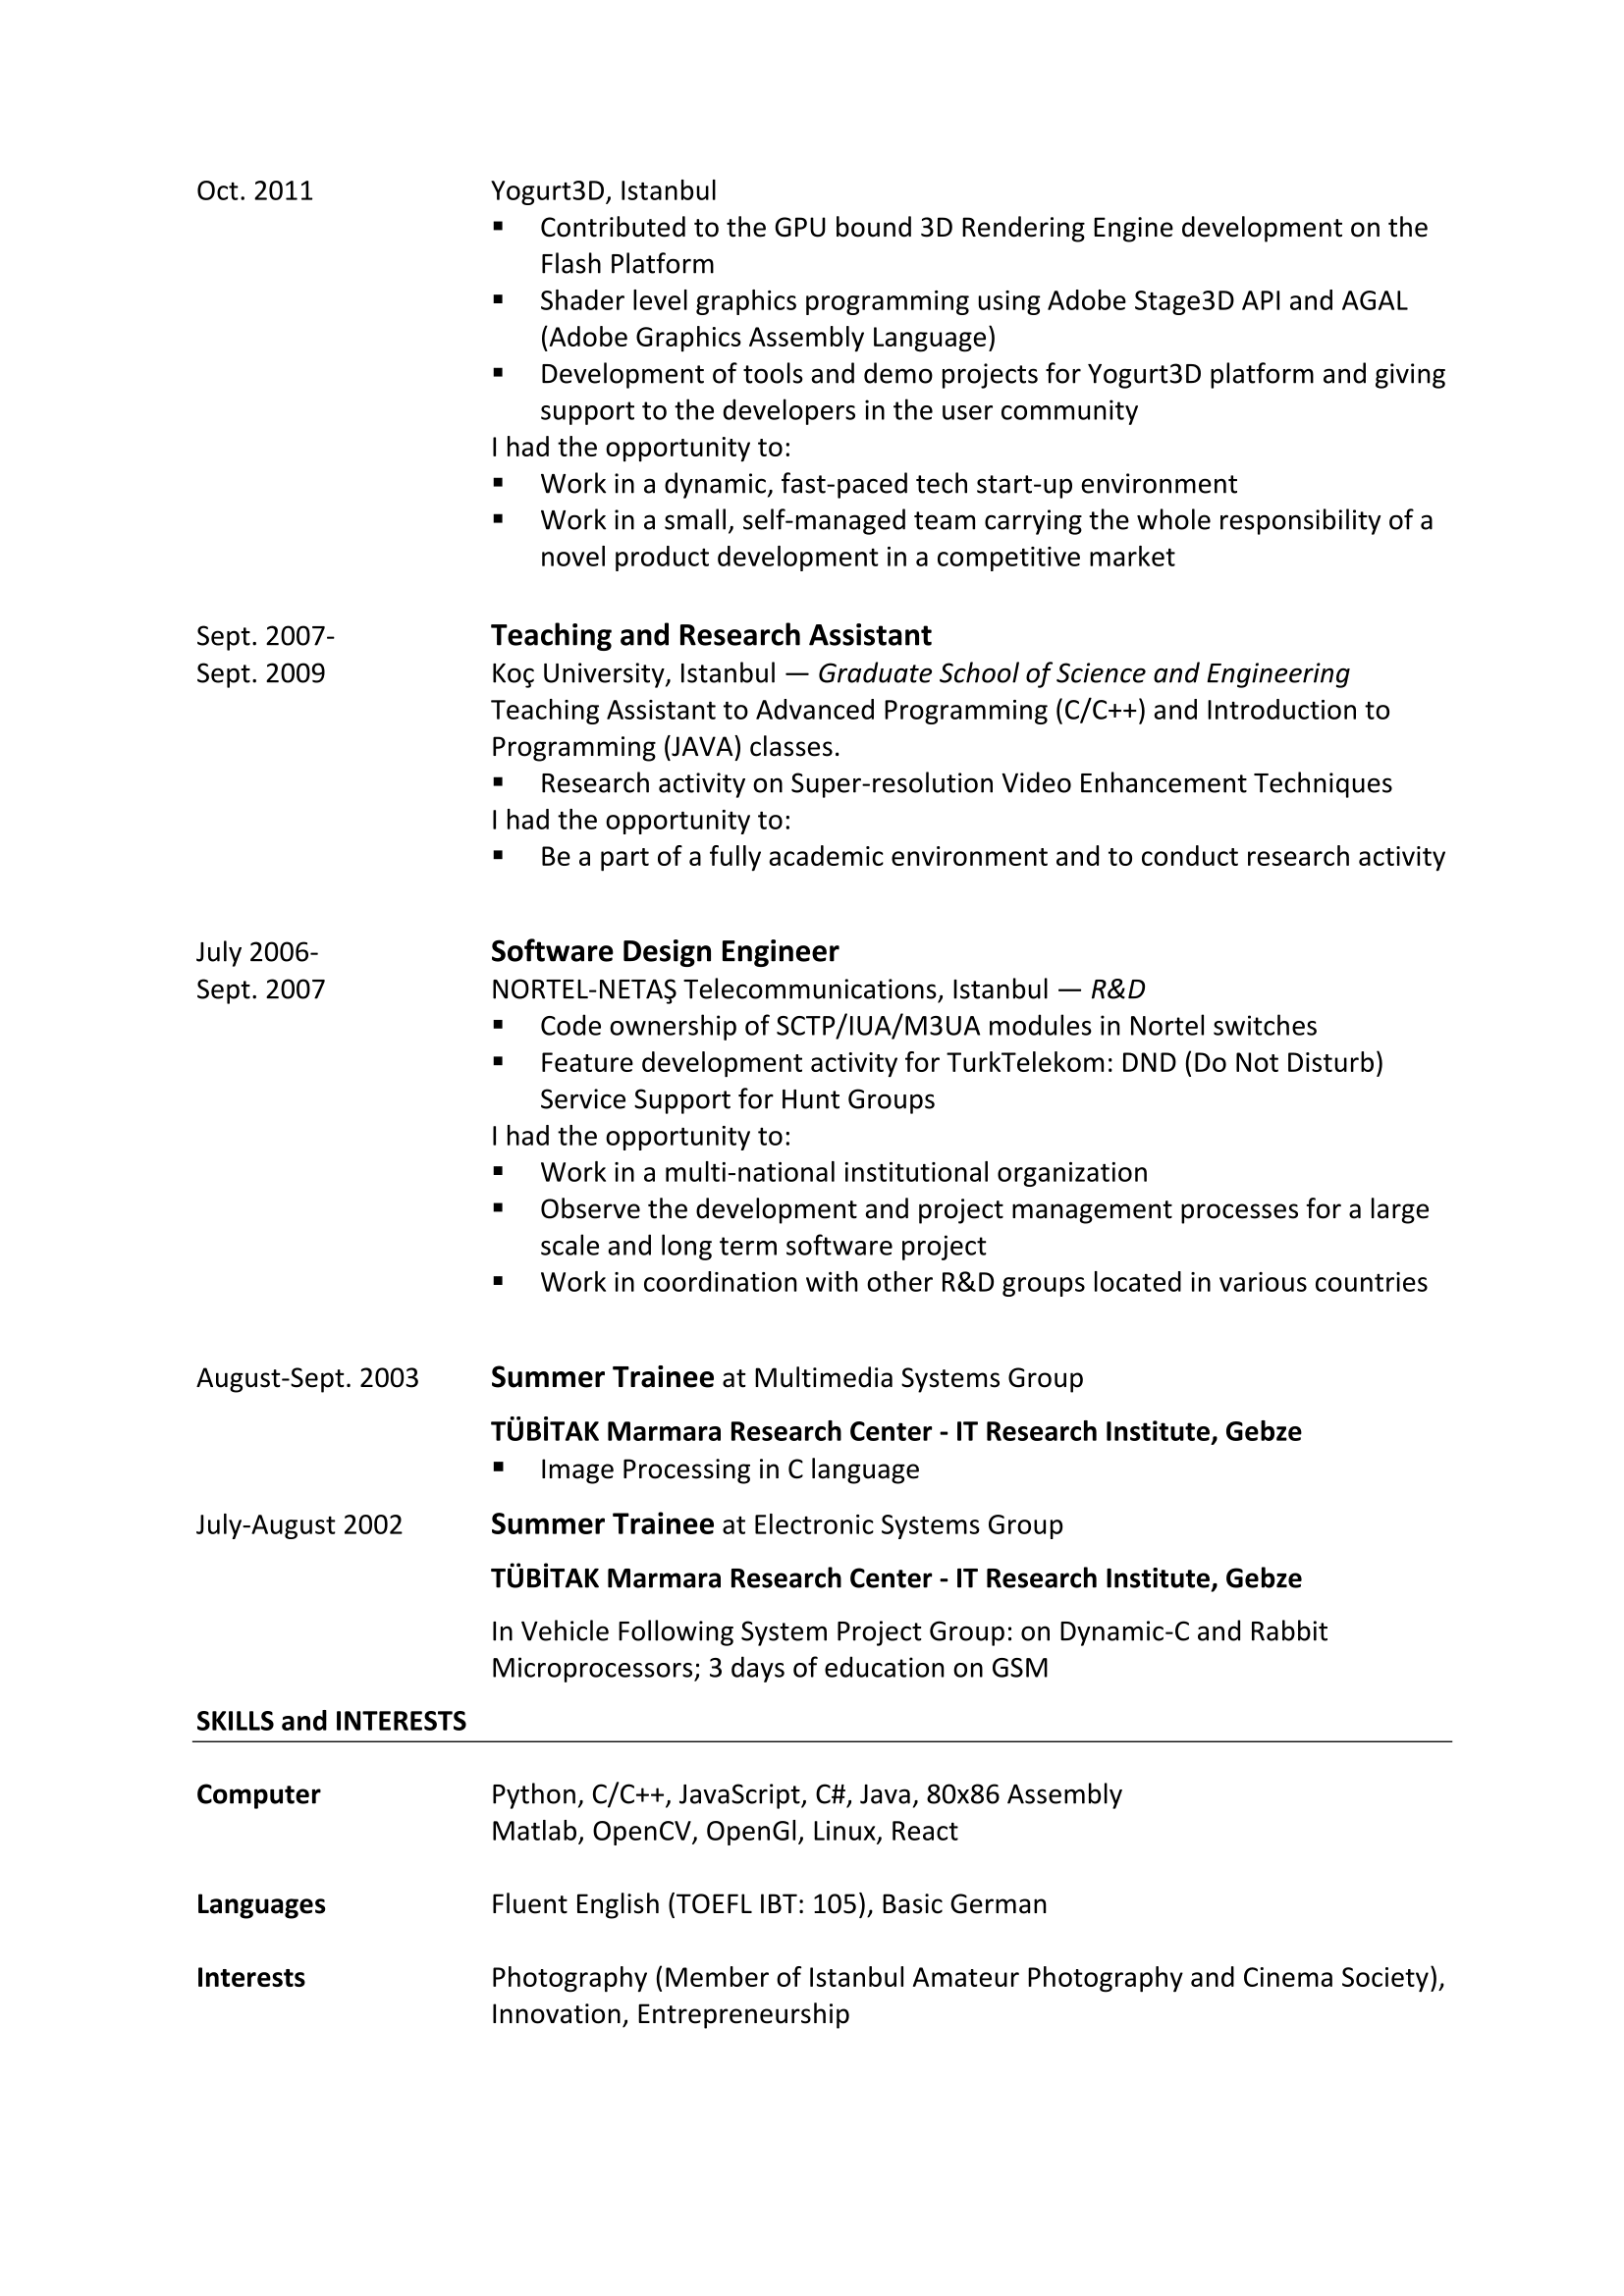 Oct. 2011 Yogurt3D, Istanbul
▪ Contributed to the GPU bound 3D Rendering Engine development on the
Flash Platform
▪ Shader level graphics programming using Adobe Stage3D API and AGAL
(Adobe Graphics Assembly Language)
▪ Development of tools and demo projects for Yogurt3D platform and giving
support to the developers in the user community
I had the opportunity to:
▪ Work in a dynamic, fast-paced tech start-up environment
▪ Work in a small, self-managed team carrying the whole responsibility of a
novel product development in a competitive market
Sept. 2007- Teaching and Research Assistant
Sept. 2009 Koç University, Istanbul — Graduate School of Science and Engineering
Teaching Assistant to Advanced Programming (C/C++) and Introduction to
Programming (JAVA) classes.
▪ Research activity on Super-resolution Video Enhancement Techniques
I had the opportunity to:
▪ Be a part of a fully academic environment and to conduct research activity
July 2006- Software Design Engineer
Sept. 2007 NORTEL-NETAŞ Telecommunications, Istanbul — R&D
▪ Code ownership of SCTP/IUA/M3UA modules in Nortel switches
▪ Feature development activity for TurkTelekom: DND (Do Not Disturb)
Service Support for Hunt Groups
I had the opportunity to:
▪ Work in a multi-national institutional organization
▪ Observe the development and project management processes for a large
scale and long term software project
▪ Work in coordination with other R&D groups located in various countries
August-Sept. 2003 Summer Trainee at Multimedia Systems Group
TÜBİTAK Marmara Research Center - IT Research Institute, Gebze
▪ Image Processing in C language
July-August 2002 Summer Trainee at Electronic Systems Group
TÜBİTAK Marmara Research Center - IT Research Institute, Gebze
In Vehicle Following System Project Group: on Dynamic-C and Rabbit
Microprocessors; 3 days of education on GSM
SKILLS and INTERESTS
Computer Python, C/C++, JavaScript, C#, Java, 80x86 Assembly
Matlab, OpenCV, OpenGl, Linux, React
Languages Fluent English (TOEFL IBT: 105), Basic German
Interests Photography (Member of Istanbul Amateur Photography and Cinema Society),
Innovation, Entrepreneurship